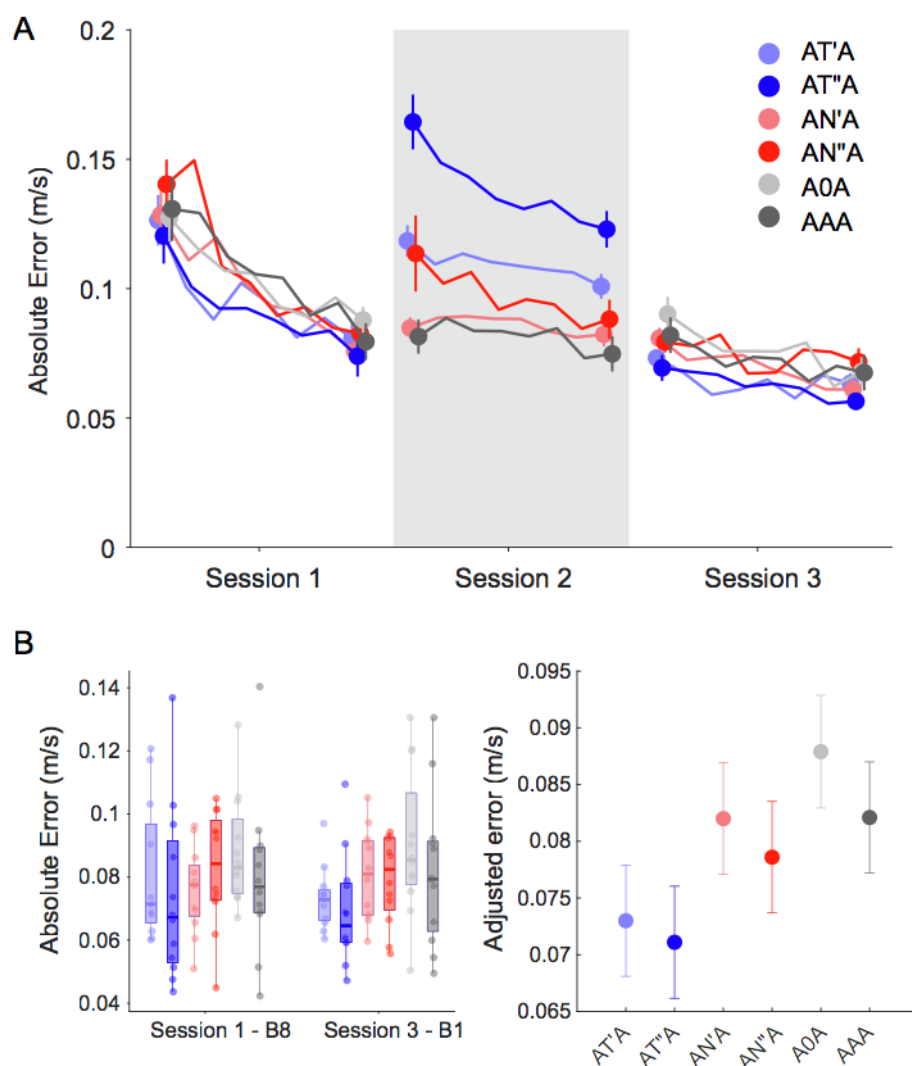 A
0.2
0.15
0.1
0.05
0
Absolute Error (m/s)
AT'A
AT"A
AN'A
AN"A
A0A
AAA
Session 1
Session 2
Session 3
B
0.14
0.12
0.1
0.08
0.06
0.04
Absolute Error (m/s)
Session 1 - B8
Session 3 - B1
0.095
0.09
0.085
0.08
0.075
0.07
0.065
Adjusted error (m/s)
AT'A
AT"A
AN'A
AN"A
A0A
AAA